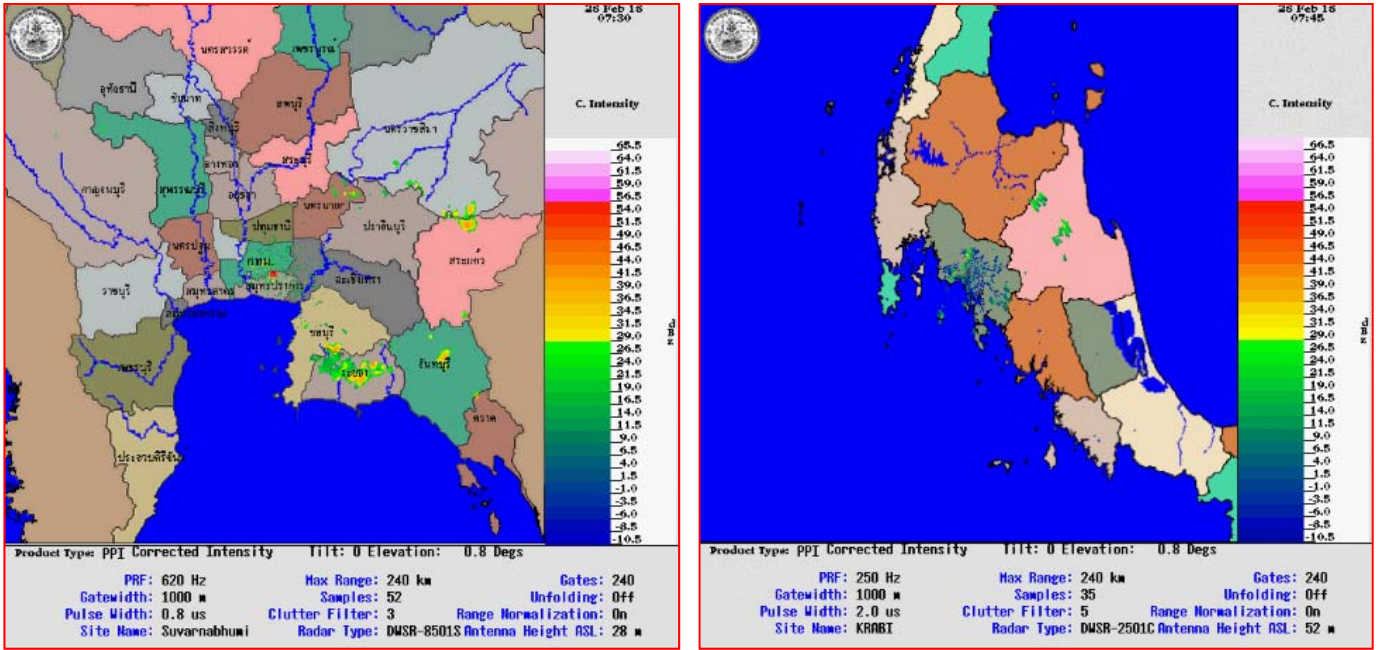 26 Feb 16
07:30
C. Intensity
65.5
64.0
61.5
59.0
56.5
54.0
51.5
49.0
46.5
44.0
41.5
39.0
36.5
34.0
31.5
29.0
26.5
24.0
21.5
19.0
16.5
14.0
11.5
9.0
6.5
4.0
1.5
-1.0
-3.5
-6.0
-8.5
-10.5
นครสวรรค์
เพชรบูรณ์
อุทัยธานี
ชัยนาท
ลพบุรี
สิงห์บุรี
นครราชสีมา
สระบุรี
อ่างทอง
กาญจนบุรี
สุพรรณบุรี
อยุธยา
นครนายก
ปราจีนบุรี
ปทุมธานี
นครปฐม
กทม.
สระแก้ว
ราชบุรี
สมุทรสาคร
สมุทรปราการ
ฉะเชิงเทรา
ชลบุรี
เพชรบุรี
ระยอง
จันทบุรี
ตราด
ประจวบคีรีขันธ์
Product Type: PPI Corrected Intensity Tilt: 0 Elevation: 0.8 Degs
PRF: 620 Hz Max Range: 240 km Gates: 240
Gatewidth: 1000 m Samples: 52 Unfolding: Off
Pulse Width: 0.8 us Clutter Filter: 3 Range Normalization: On
Site Name: Suvarnabhumi Radar Type: DWSR-8501S Antenna Height ASL: 28 m
26 Feb 16
07:45
C. Intensity
66.5
64.0
61.5
59.0
56.5
54.0
51.5
49.0
46.5
44.0
41.5
39.0
36.5
34.0
31.5
29.0
26.5
24.0
21.5
19.0
16.5
14.0
11.5
9.0
6.5
4.0
1.5
-1.0
-3.5
-6.0
-8.5
-10.5
Product Type: PPI Corrected Intensity Tilt: 0 Elevation: 0.8 Degs
PRF: 250 Hz Max Range: 240 km Gates: 240
Gatewidth: 1000 m Samples: 35 Unfolding: Off
Pulse Width: 2.0 us Clutter Filter: 5 Range Normalization: On
Site Name: KRABI Radar Type: DWSR-2501C Antenna Height ASL: 52 m